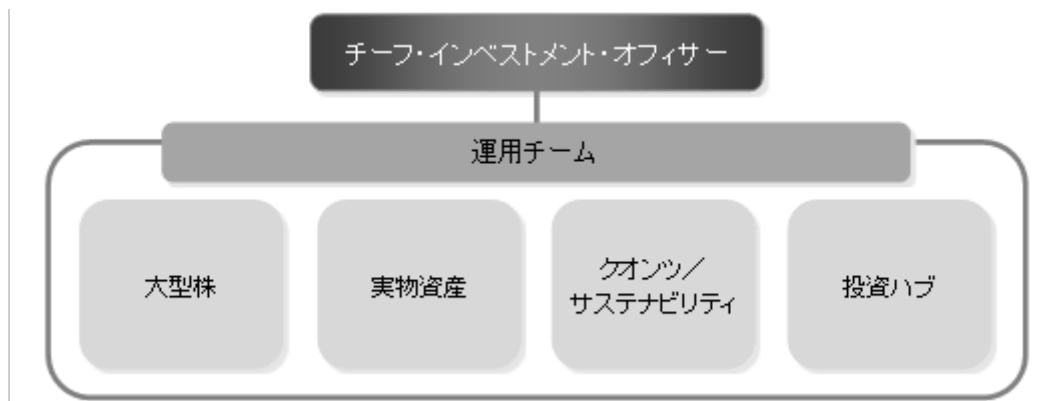 チーフ・インベストメント・オフィサー
運用チーム
大型株
実物資産
クオンツ／
サステナビリティ
投資ハブ